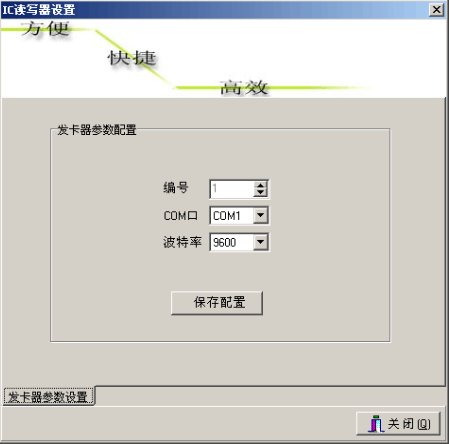 IC读写器设置
方便
快捷
高效
发卡器参数配置
编号 1
COM口 COM1
波特率 9600
保存配置
发卡器参数设置
关闭(Q)